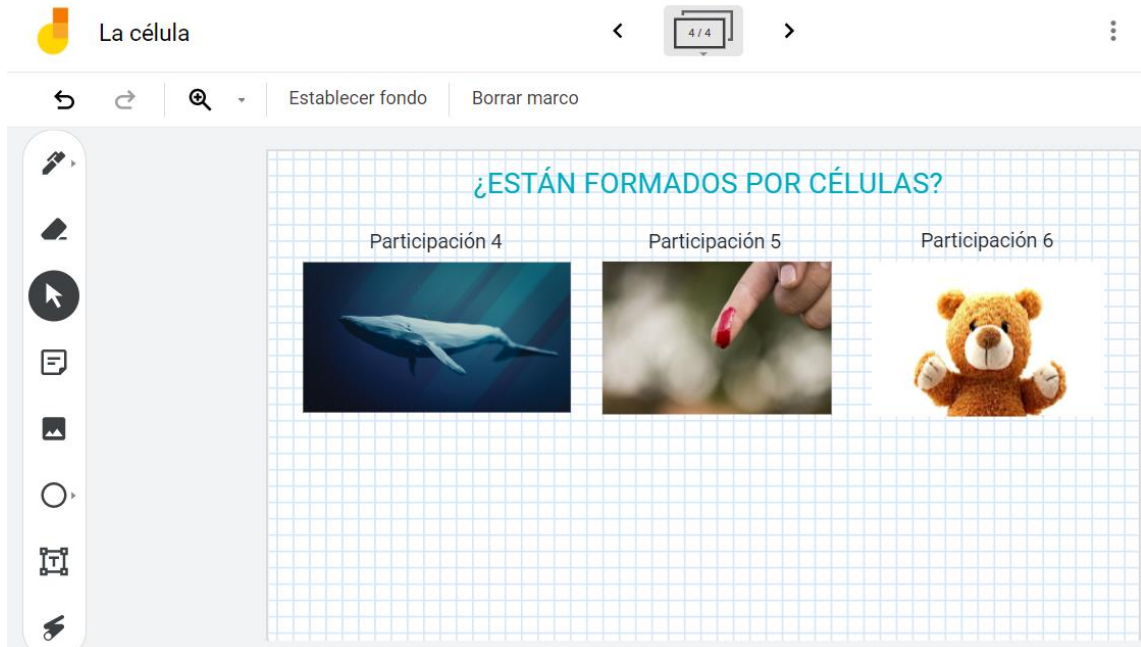 La célula
4 / 4
Establecer fondo
Borrar marco
¿ESTÁN FORMADOS POR CÉLULAS?
Participación 4
Participación 5
Participación 6